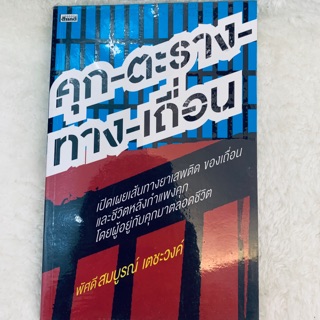 คุก-ตะราง-
ทาง-เถื่อน
เปิดเผยเส้นทางยาเสพติด ของเถื่อน
และชีวิตหลังกำแพงคุก
โดยผู้อยู่กับคุกมาตลอดชีวิต
พัศดี สมบูรณ์ เตชะวงค์